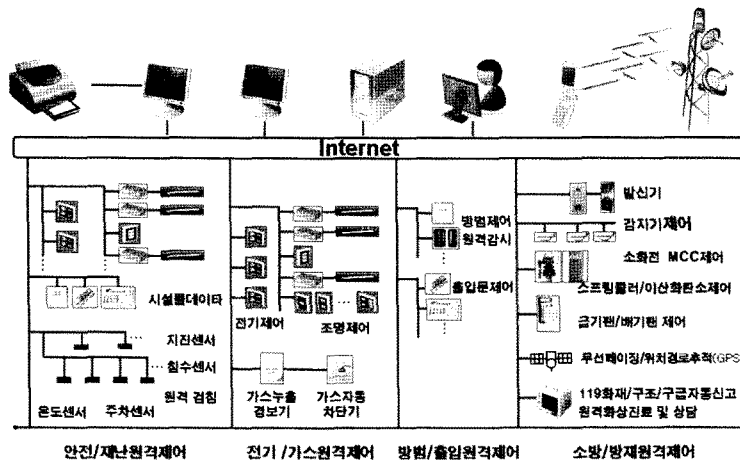 Internet
시설물데이타
지진센서
침수센서
온도센서 주차센서 원격 검침
안전/재난원격제어
전기제어 조명제어
가스누출
경보기
가스자동
차단기
전기 /가스원격제어
방범제어
원격감시
출입문제어
방범/출입원격제어
발신기
감지기제어
소화전 MCC제어
스프링쿨러/이산화탄소제어
급기팬/배기팬 제어
무선페이징/위치경로추적(GPS
119화재/구조/구급자동신고
원격화상진료 및 상담
소방/방재원격제어